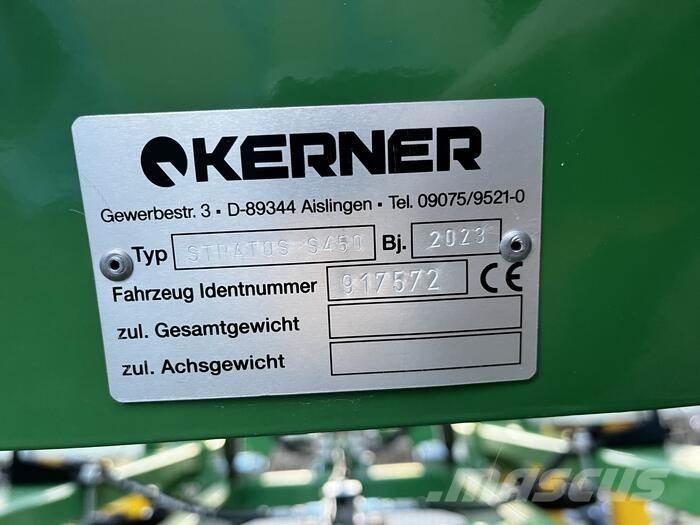 KERNER
Gewerbestr. 3 • D-89344 Aislingen • Tel. 09075/9521-0
Typ STRATOS S450 Bj. 2023
Fahrzeug Identnummer 917572 CE
zul. Gesamtgewicht
zul. Achsgewicht
Mascus